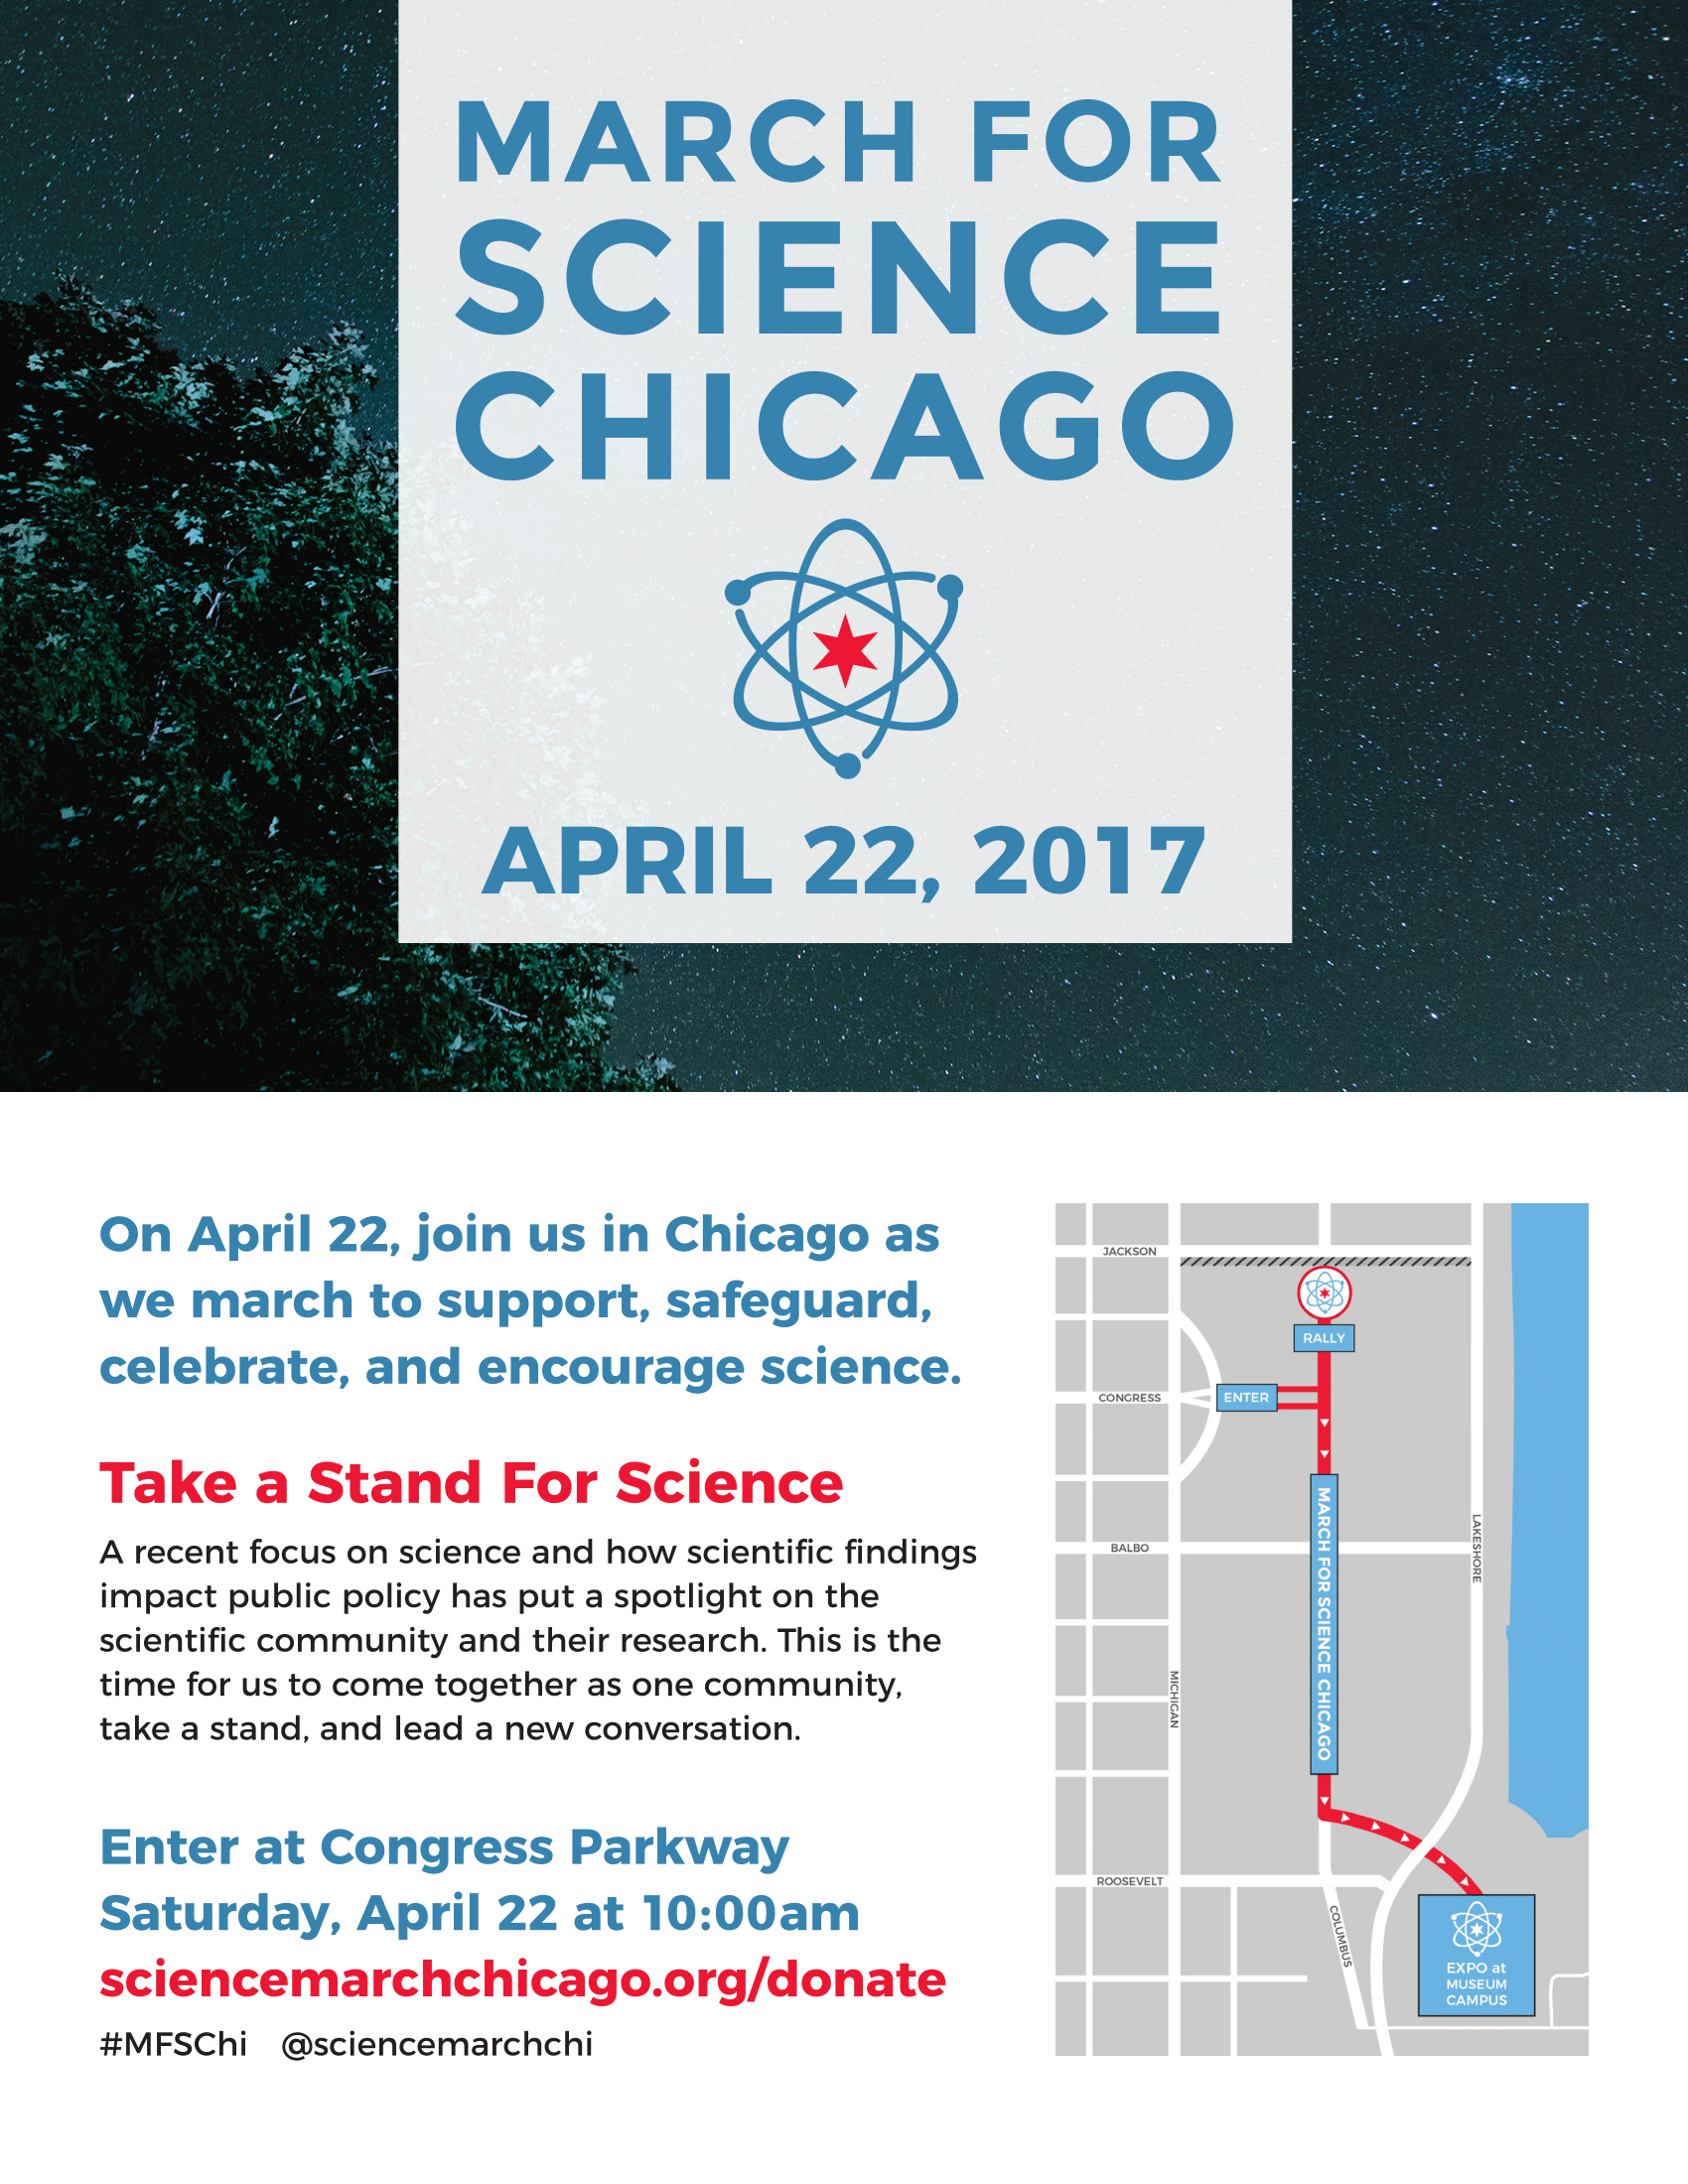 MARCH FOR
SCIENCE
CHICAGO
APRIL 22, 2017
On April 22, join us in Chicago as
we march to support, safeguard,
celebrate, and encourage science.
Take a Stand For Science
A recent focus on science and how scientific findings
impact public policy has put a spotlight on the
scientific community and their research. This is the
time for us to come together as one community,
take a stand, and lead a new conversation.
Enter at Congress Parkway
Saturday, April 22 at 10:00am
sciencemarchchicago.org/donate
#MFSChi @sciencemarchchi
JACKSON
RALLY
CONGRESS
ENTER
MARCH FOR SCIENCE CHICAGO
LAKESHORE
BALBO
MICHIGAN
ROOSEVELT
COLUMBUS
EXPO at
MUSEUM
CAMPUS